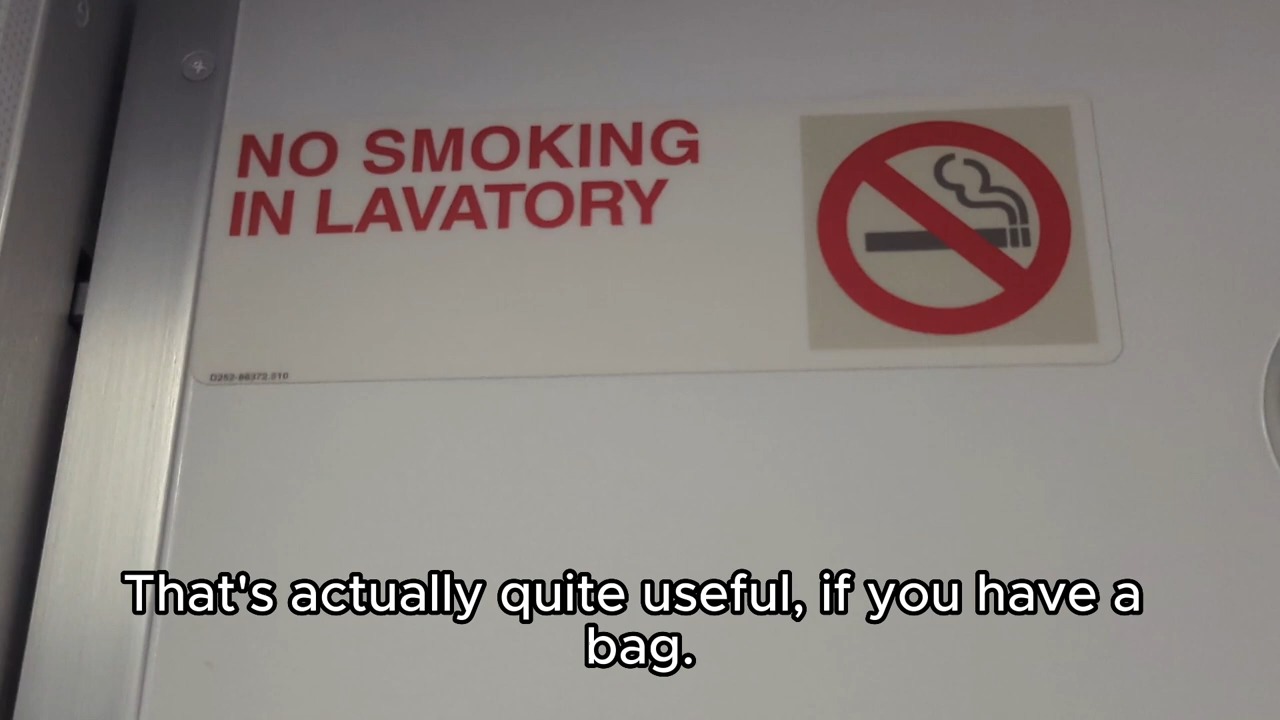 NO SMOKING
IN LAVATORY
That's actually quite useful, if you have a
bag.